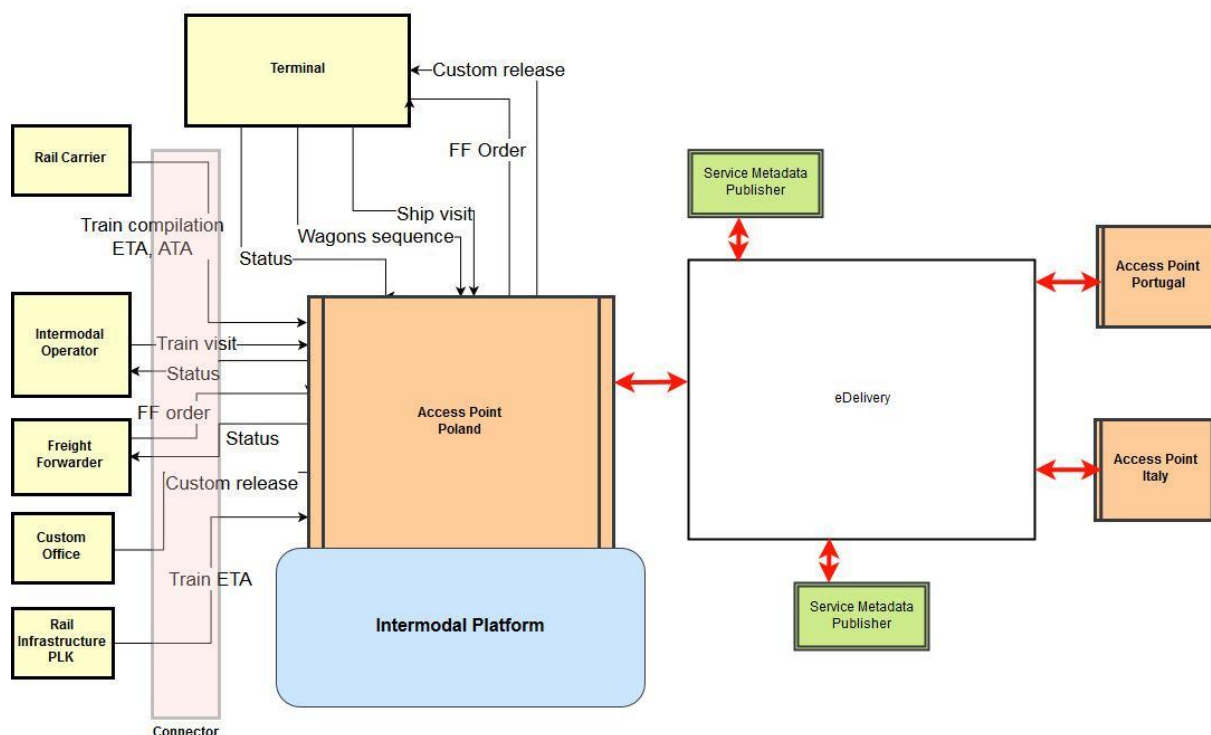 Terminal
Custom release
Rail Carrier
FF Order
Service Metadata
Publisher
Train compilation
ETA, ATA
Ship visit
Wagons sequence
Status
Access Point
Portugal
Intermodal
Operator
Train visit
Status
eDelivery
FF order
Access Point
Poland
Freight
Forwarder
Status
Access Point
Italy
Custom release
Custom
Office
Train ETA
Service Metadata
Publisher
Rail
Infrastructure
PLK
Intermodal Platform
Connector